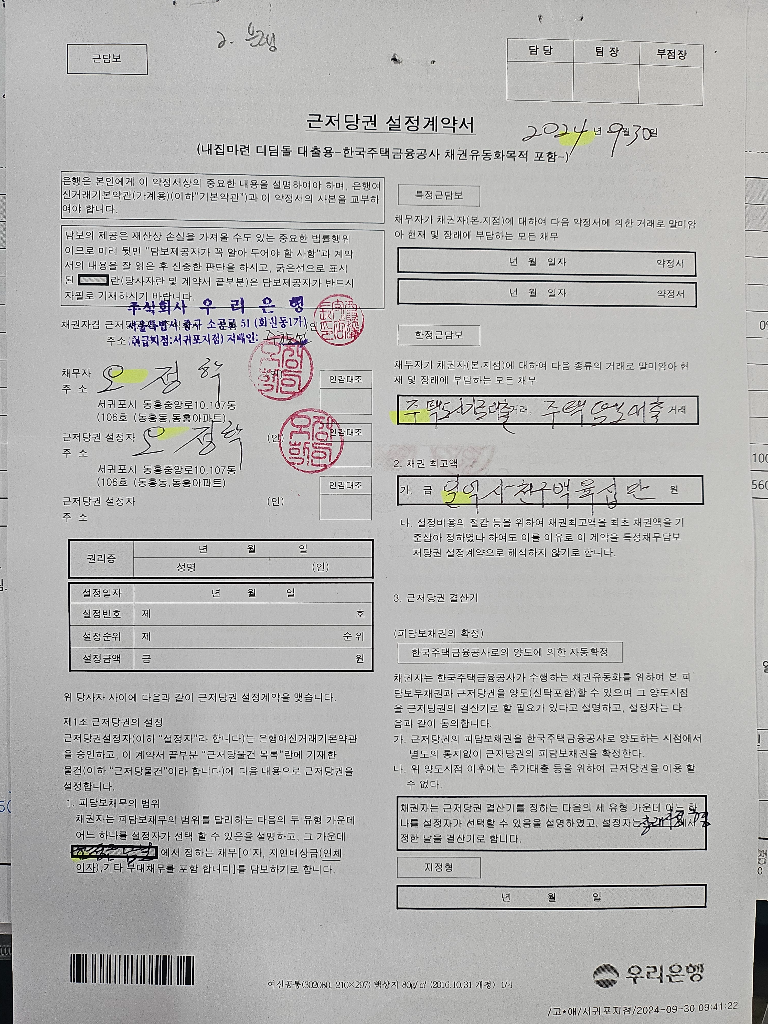 2. 본점
근담보
담 당 팀 장 부점장
근저당권 설정계약서
2024 년 9월 30일
(내집마련 디딤돌 대출용-한국주택금융공사 채권유동화목적 포함-)
은행은 본인에게 이 약정서상의 중요한 내용을 설명하여야 하며, 은행여
신거래기본약관(가계용)(이하"기본약관")과 이 약정서의 사본을 교부하
여야 합니다.
담보의 제공은 재산상 손실을 가져올 수도 있는 중요한 법률행위
이므로 미리 뒷면 "담보제공자가 꼭 알아 두어야 할 사항"과 계약
서의 내용을 잘 읽은 후 신중한 판단을 하시고, 굵은선으로 표시
된 란(당사자란 및 계약서 끝부분)은 담보제공자가 반드시
자필로 기재하시기 바랍니다.
주식회사 우 리 은 행
채권자겸 근저
서울특별시 중구 소공로 51 (회현동1가)
주소
(취급지점:서귀포지점) 지배인:
채무자 오 정 학
주 소
인감대조
서귀포시 동홍중앙로10,107동
(106호 (동홍동,동홍아파트)
근저당권 설정자 오 정학 (인) 인감대조
주 소
서귀포시 동홍중앙로10,107동
(106호 (동홍동,동홍아파트)
근저당권 설정자 (인) 인감대조
주 소
권리증 년 월 일
성명 (인)
설정일자 년 월 일
설정번호 제 호
설정순위 제 순위
설정금액 금 원
위 당사자 사이에 다음과 같이 근저당권 설정계약을 맺습니다.
제1조 근저당권의 설정
근저당권설정자(이하 "설정자"라 합니다)는 은행여신거래기본약관
을 승인하고, 이 계약서 끝부분 "근저당물건 목록"란에 기재한
물건(이하 "근저당물건"이라 합니다)에 다음 내용으로 근저당권을
설정합니다.
1. 피담보채무의 범위
채권자는 피담보채무의 범위를 달리하는 다음의 두 유형 가운데
어느 하나를 설정자가 선택 할 수 있음을 설명하고, 그 가운데
한정근담보 에서 정하는 채무[이자, 지연배상금(연체
이자),기타 부대채무를 포함 합니다]를 담보하기로 합니다.
특정근담보
채무자가 채권자(본.지점)에 대하여 다음 약정서에 의한 거래로 말미암
아 현재 및 장래에 부담하는 모든 채무
년 월 일자 약정서
년 월 일자 약정서
한정근담보
채무자가 채권자(본.지점)에 대하여 다음 종류의 거래로 말미암아 현
재 및 장래에 부담하는 모든 채무
거래 주택담보대출 거래
2. 채권 최고액
가. 금 일억사천구백육십만 원
나. 설정비용의 절감 등을 위하여 채권최고액을 최초 채권액을 기
준삼아 정하였다 하여도 이를 이유로 이 계약을 특정채무담보
저당권 설정계약으로 해석하지 않기로 합니다.
3. 근저당권 결산기
(피담보채권의 확정)
한국주택금융공사로의 양도에 의한 자동확정
채권자는 한국주택금융공사가 수행하는 채권유동화를 위하여 본 피
담보부채권과 근저당권을 양도(신탁포함)할 수 있으며 그 양도시점
을 근저당권의 결산기로 할 필요가 있다고 설명하고, 설정자는 다
음과 같이 동의합니다.
가. 근저당권의 피담보채권을 한국주택금융공사로 양도하는 시점에서
별도의 통지없이 근저당권의 피담보채권을 확정한다.
나. 위 양도시점 이후에는 추가대출 등을 위하여 근저당권을 이용 할
수 없다.
채권자는 근저당권 결산기를 정하는 다음의 세 유형 가운데 어느 하
나를 설정자가 선택할 수 있음을 설명하였고, 설정자는 에서
정한 날을 결산기로 합니다.
지정형
년 월 일
여신공통(302080, 210×297) 백상지 80g/㎡ (2016.10.31 개정) 1/4
우리은행
/고*애/서귀포지점/2024-09-30 09:41:22